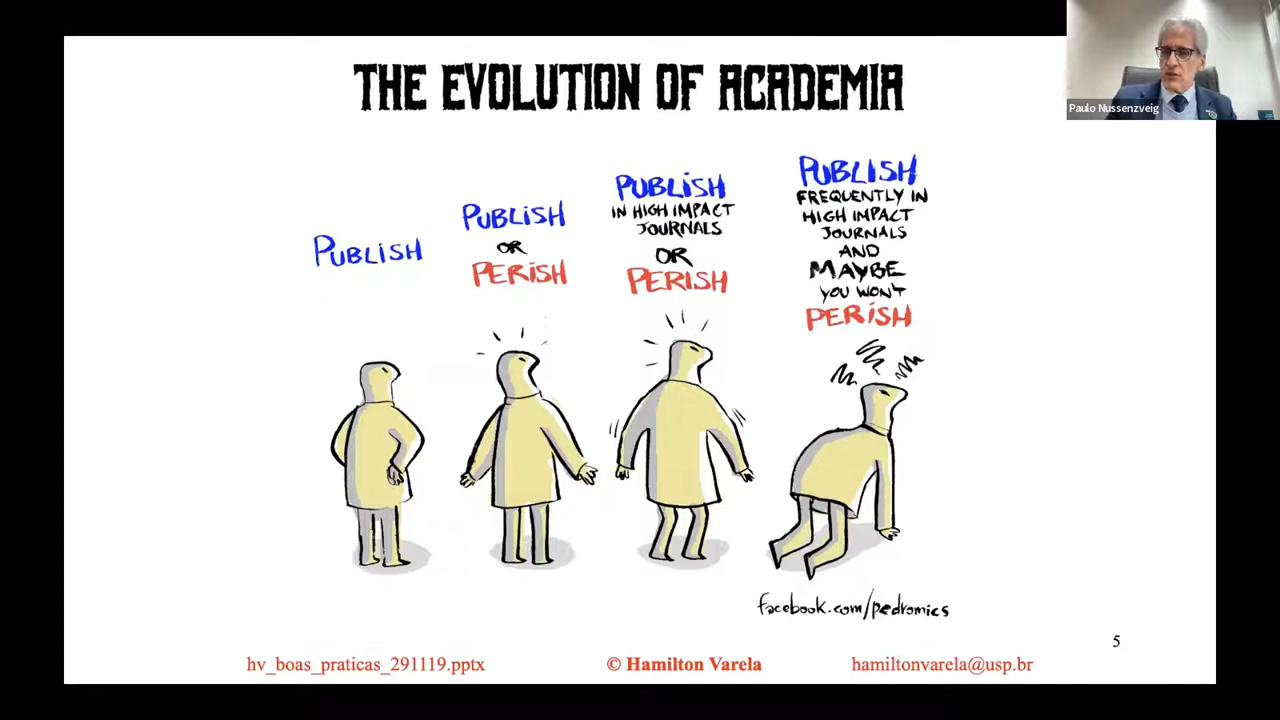 THE EVOLUTION OF ACADEMIA
Paulo Nussenzveig
PUBLISH
PUBLISH
OR
PERISH
PUBLISH
IN HIGH IMPACT
JOURNALS
OR
PERISH
PUBLISH
FREQUENTLY IN
HIGH IMPACT
JOURNALS
AND
MAYBE
YOU WON'T
PERISH
facebook.com/pedromics
5
hv_boas_praticas_291119.pptx
© Hamilton Varela
hamiltonvarela@usp.br